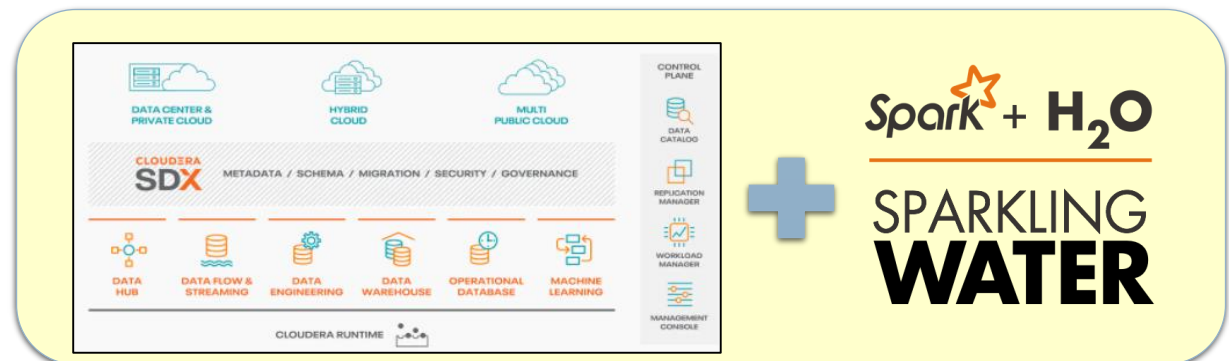 DATA CENTER &
PRIVATE CLOUD
HYBRID
CLOUD
MULTI
PUBLIC CLOUD
CLOUDERA
SDX
METADATA / SCHEMA / MIGRATION / SECURITY / GOVERNANCE
DATA
HUB
DATA FLOW &
STREAMING
DATA
ENGINEERING
DATA
WAREHOUSE
OPERATIONAL
DATABASE
MACHINE
LEARNING
CLOUDERA RUNTIME
CONTROL
PLANE
DATA
CATALOG
REPLICATION
MANAGER
WORKLOAD
MANAGER
MANAGEMENT
CONSOLE
Spark + H₂O
SPARKLING
WATER